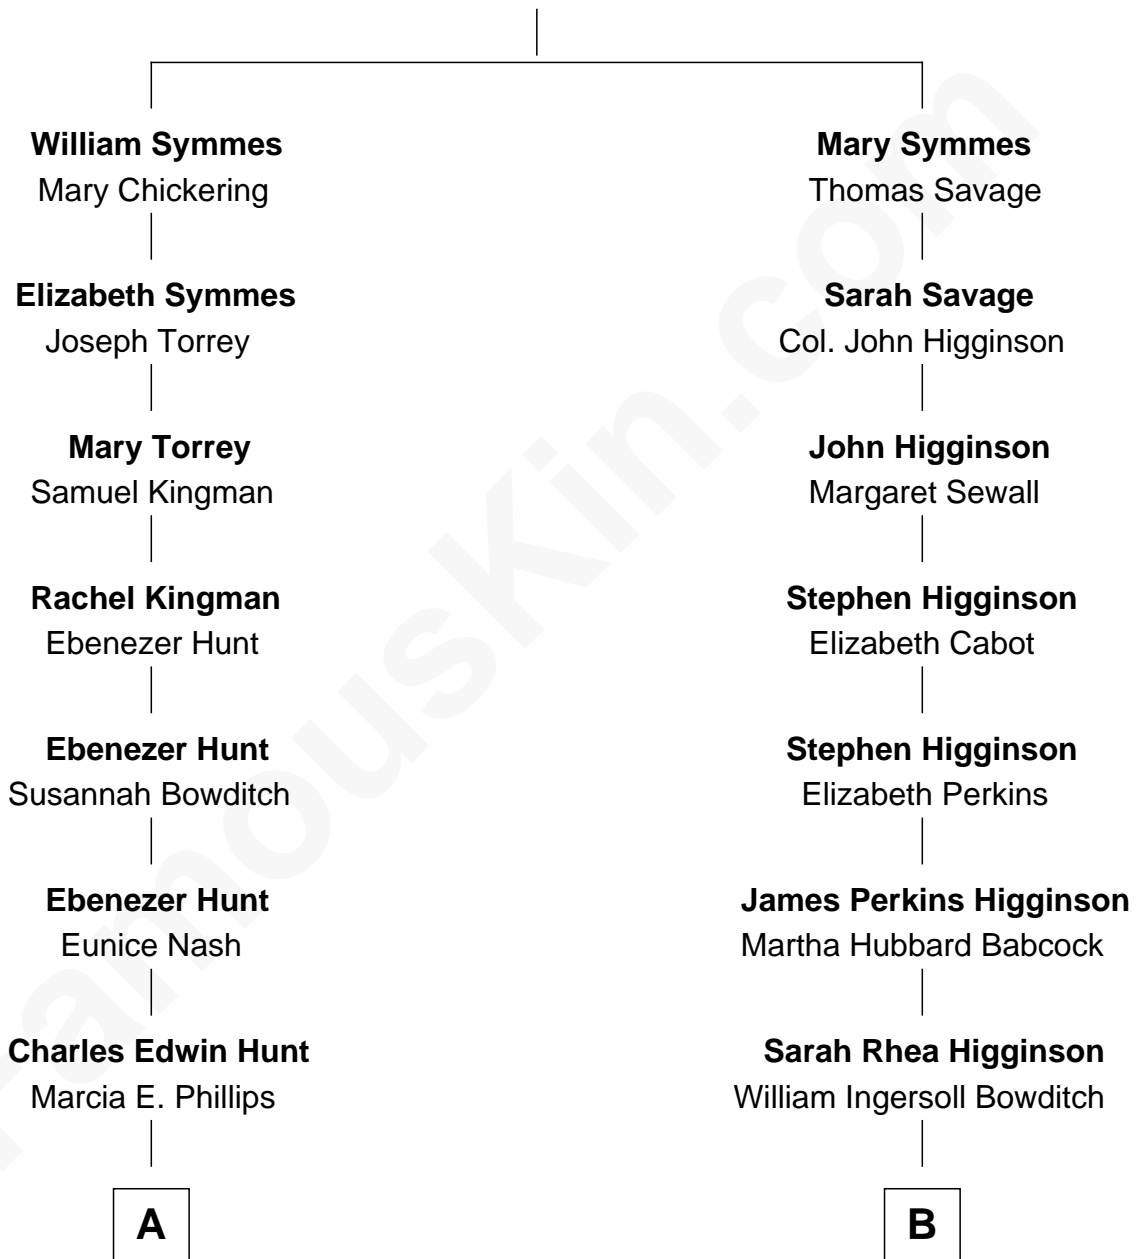 William Symmes
Mary Chickering
Elizabeth Symmes
Joseph Torrey
Mary Torrey
Samuel Kingman
Rachel Kingman
Ebenezer Hunt
Ebenezer Hunt
Susannah Bowditch
Ebenezer Hunt
Eunice Nash
Charles Edwin Hunt
Marcia E. Phillips
A
Mary Symmes
Thomas Savage
Sarah Savage
Col. John Higginson
John Higginson
Margaret Sewall
Stephen Higginson
Elizabeth Cabot
Stephen Higginson
Elizabeth Perkins
James Perkins Higginson
Martha Hubbard Babcock
Sarah Rhea Higginson
William Ingersoll Bowditch
B
FamousKin.com